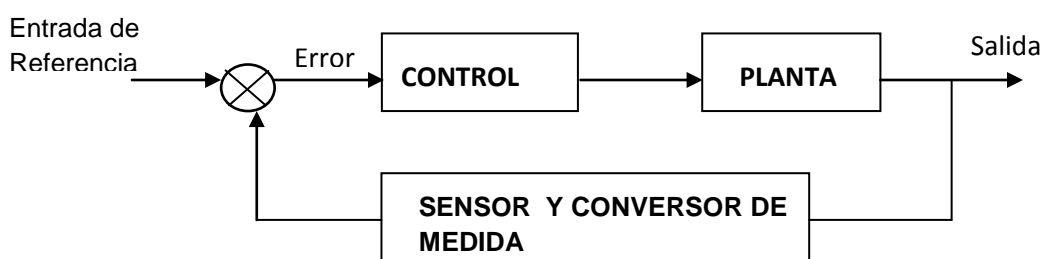 Entrada de
Referencia
Error
CONTROL
PLANTA
Salida
SENSOR Y CONVERSOR DE
MEDIDA